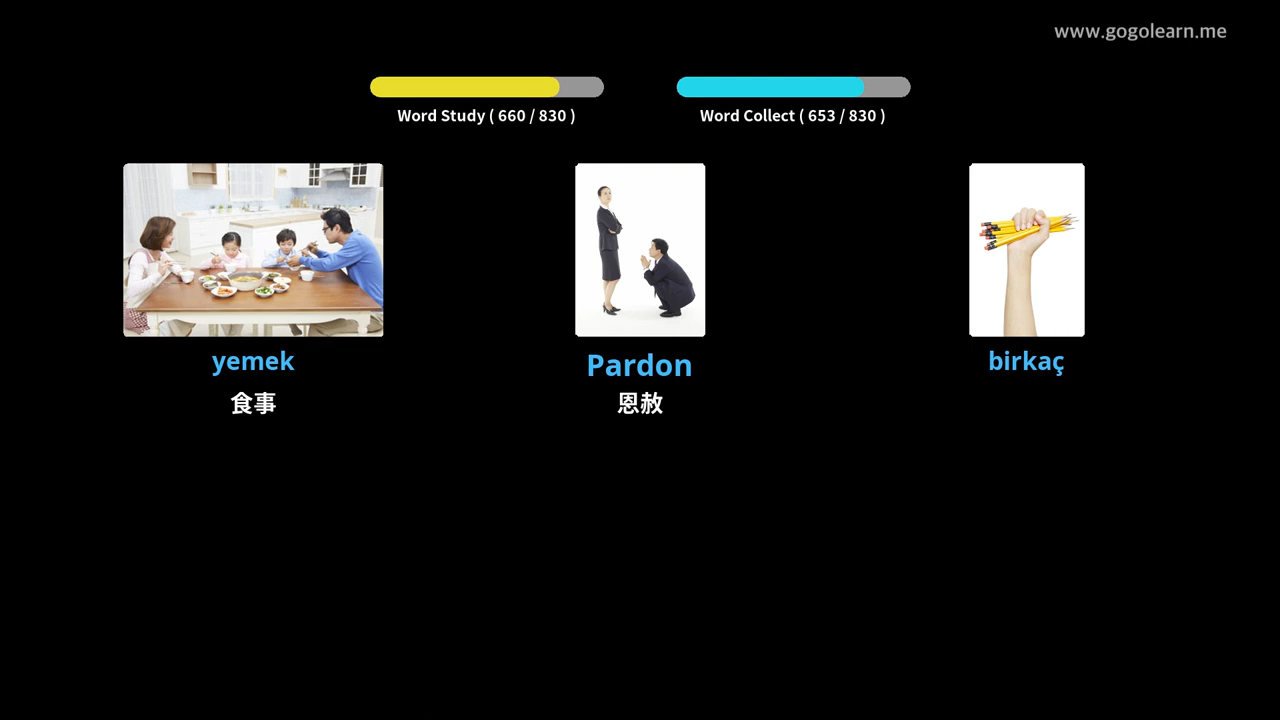 www.gogolearn.me
Word Study ( 660 / 830 )
Word Collect ( 653 / 830 )
yemek
食事
Pardon
恩赦
birkaç